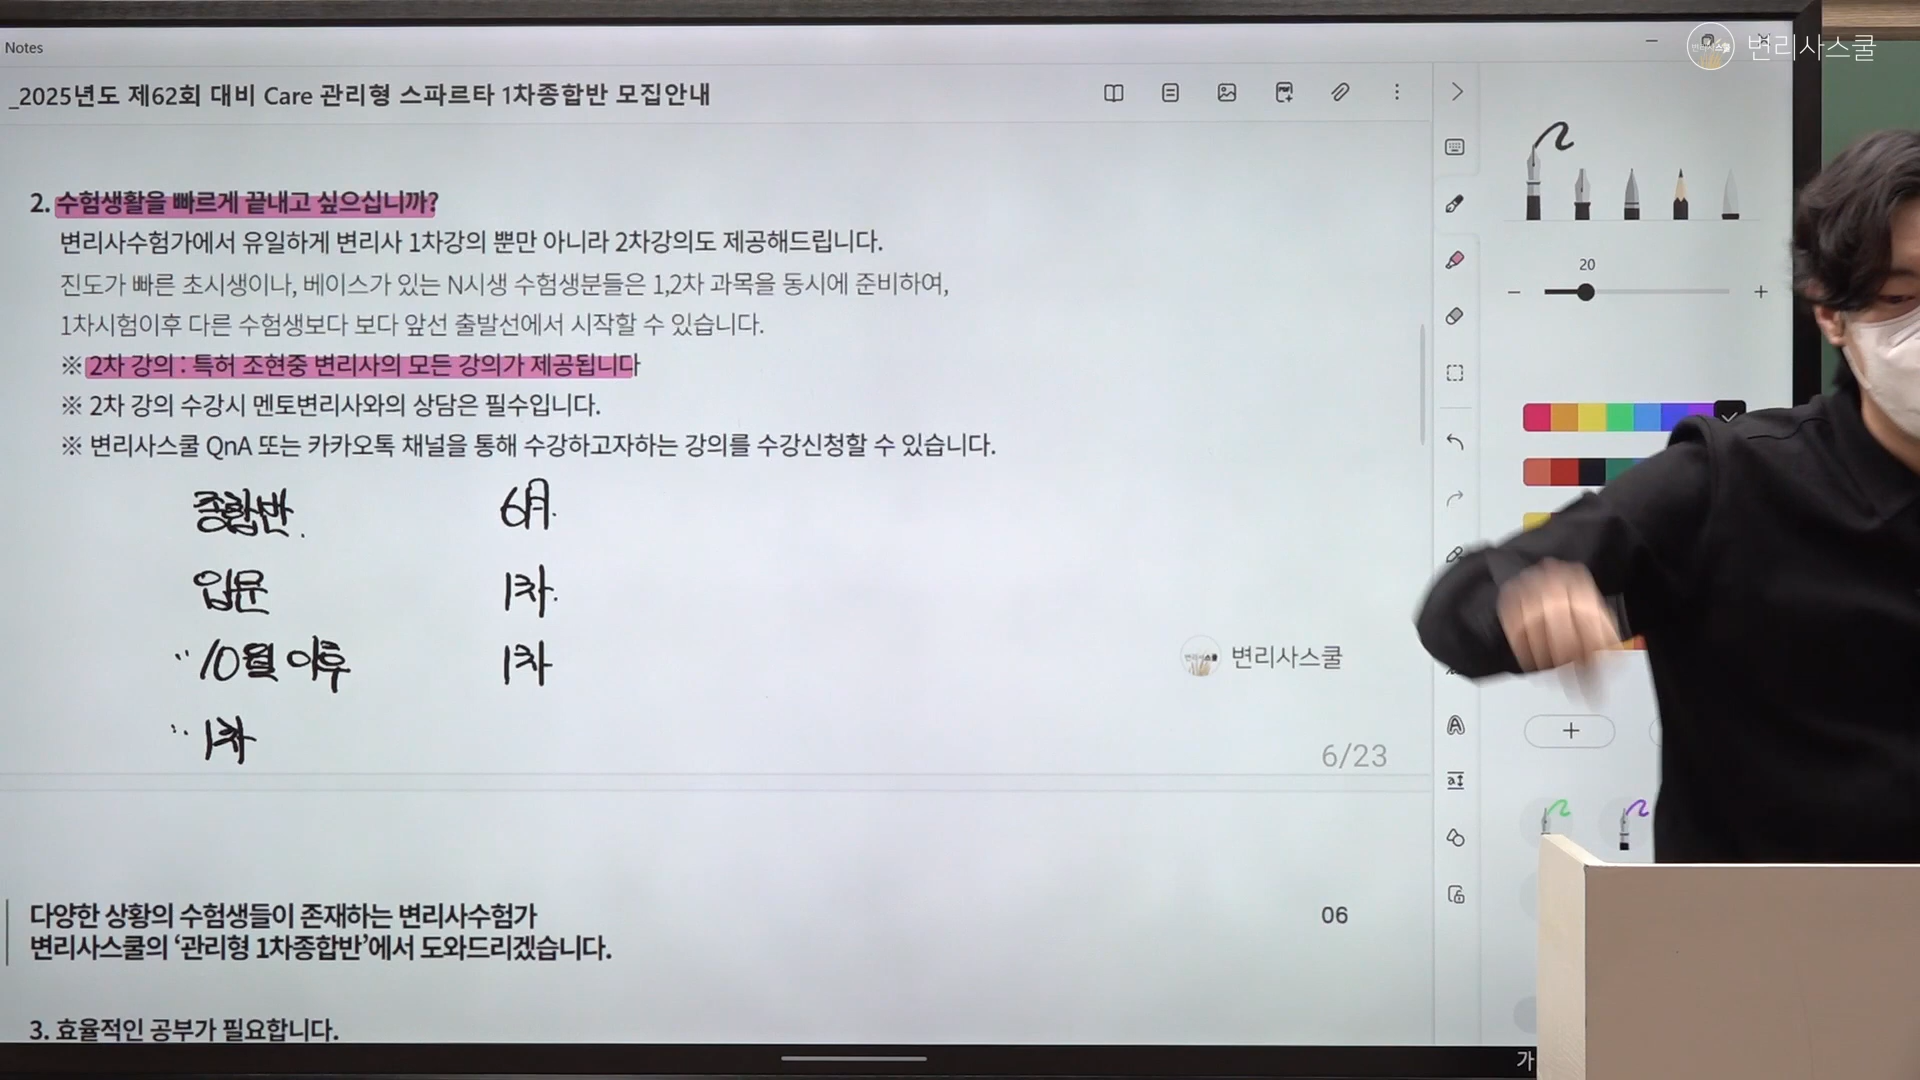 Notes
변리사스쿨
_2025년도 제62회 대비 Care 관리형 스파르타 1차종합반 모집안내
2. 수험생활을 빠르게 끝내고 싶으십니까?
변리사수험가에서 유일하게 변리사 1차강의 뿐만 아니라 2차강의도 제공해드립니다.
진도가 빠른 초시생이나, 베이스가 있는 N시생 수험생분들은 1,2차 과목을 동시에 준비하여,
1차시험이후 다른 수험생보다 보다 앞선 출발선에서 시작할 수 있습니다.
※ 2차 강의 : 특허 조현중 변리사의 모든 강의가 제공됩니다
※ 2차 강의 수강시 멘토변리사와의 상담은 필수입니다.
※ 변리사스쿨 QnA 또는 카카오톡 채널을 통해 수강하고자하는 강의를 수강신청할 수 있습니다.
종합반. 6月.
입문 1차.
10월 이후 1차
1차
변리사스쿨
6/23
다양한 상황의 수험생들이 존재하는 변리사수험가
변리사스쿨의 '관리형 1차종합반'에서 도와드리겠습니다.
06
3. 효율적인 공부가 필요합니다.
20
가